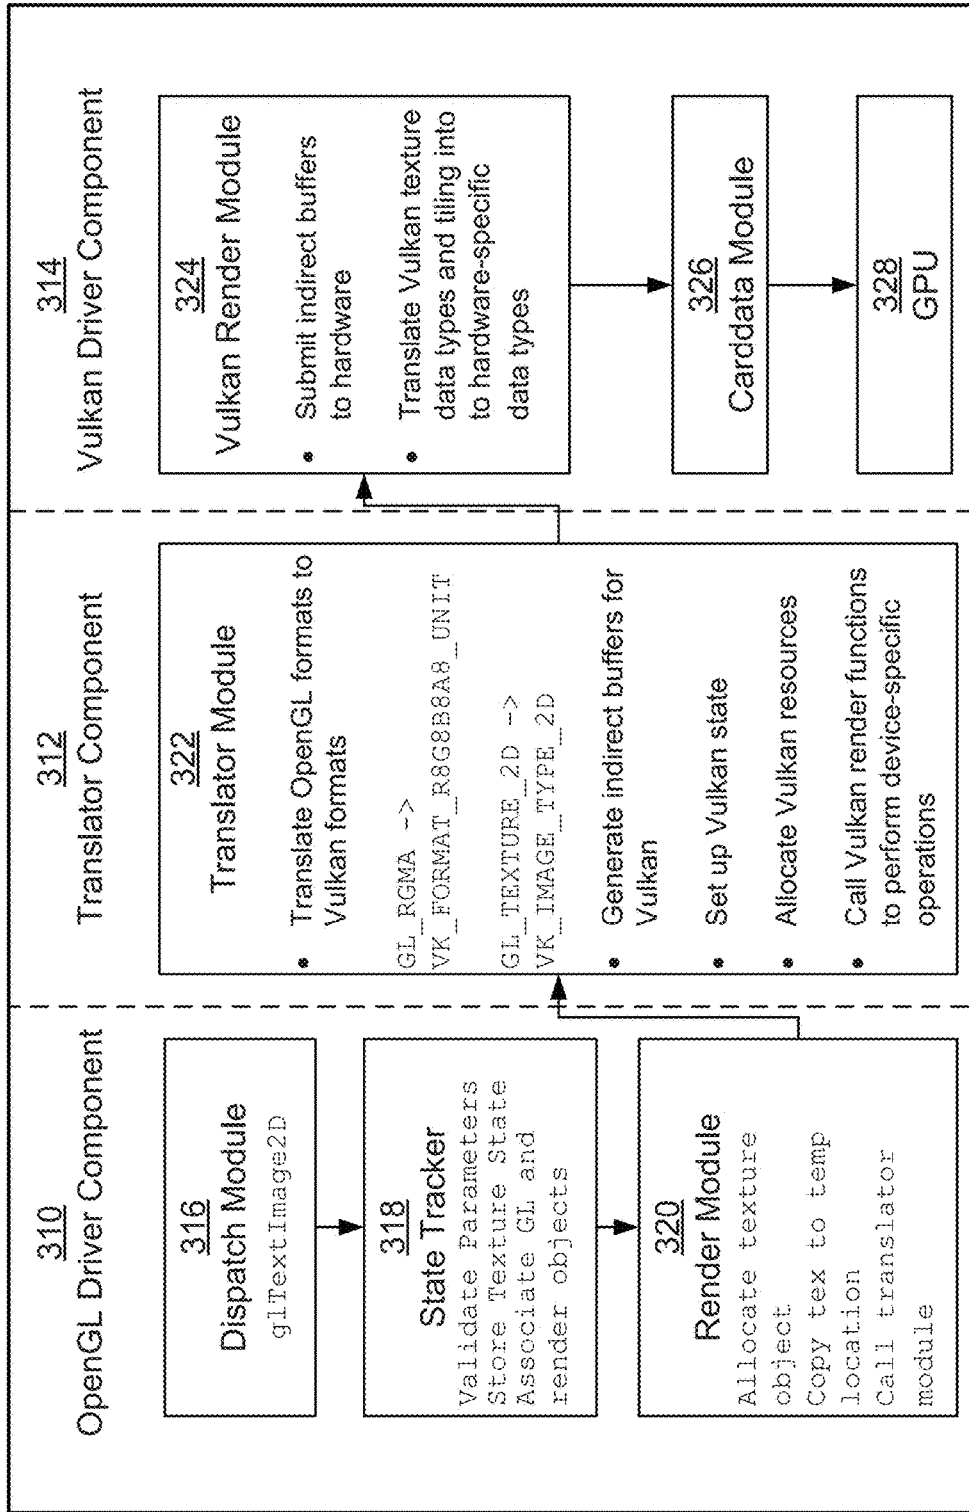 310
OpenGL Driver Component
316
Dispatch Module
glTextImage2D
318
State Tracker
Validate Parameters
Store Texture State
Associate GL and
render objects
320
Render Module
Allocate texture
object
Copy tex to temp
location
Call translator
module
312
Translator Component
322
Translator Module
• Translate OpenGL formats to
Vulkan formats
GL_RGMA ->
VK_FORMAT_R8G8B8A8_UNIT
GL_TEXTURE_2D ->
VK_IMAGE_TYPE_2D
• Generate indirect buffers for
Vulkan
• Set up Vulkan state
• Allocate Vulkan resources
• Call Vulkan render functions
to perform device-specific
operations
314
Vulkan Driver Component
324
Vulkan Render Module
• Submit indirect buffers
to hardware
• Translate Vulkan texture
data types and tiling into
to hardware-specific
data types
326
Carddata Module
328
GPU